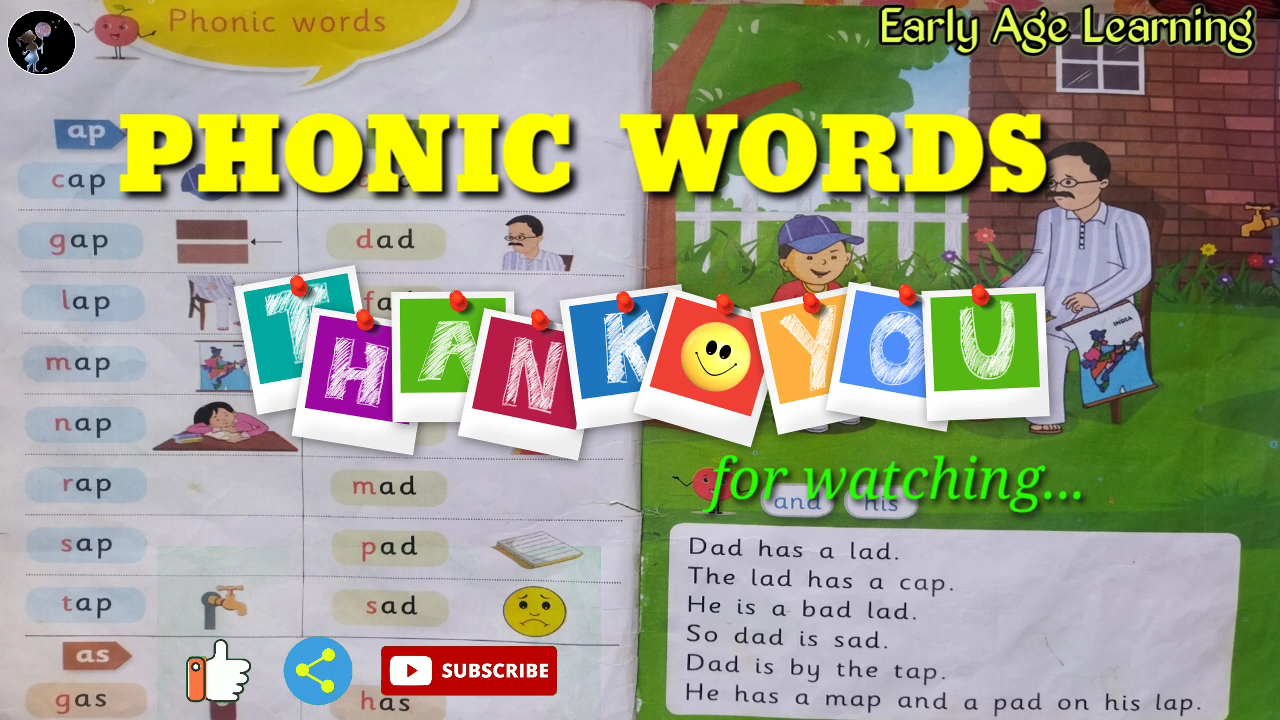 Phonic words
Early Age Learning
PHONIC WORDS
ap
cap
gap
dad
lap
map
INDIA
nap
rap
mad
sap
pad
tap
sad
as
gas
has
THANK YOU
for watching...
and
his
Dad has a lad.
The lad has a cap.
He is a bad lad.
So dad is sad.
Dad is by the tap.
He has a map and a pad on his lap.
SUBSCRIBE